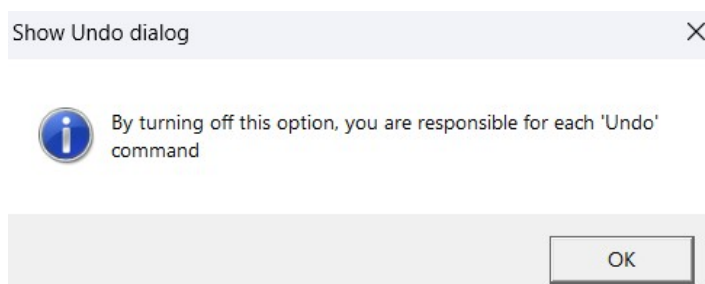 Show Undo dialog
By turning off this option, you are responsible for each 'Undo'
command
OK